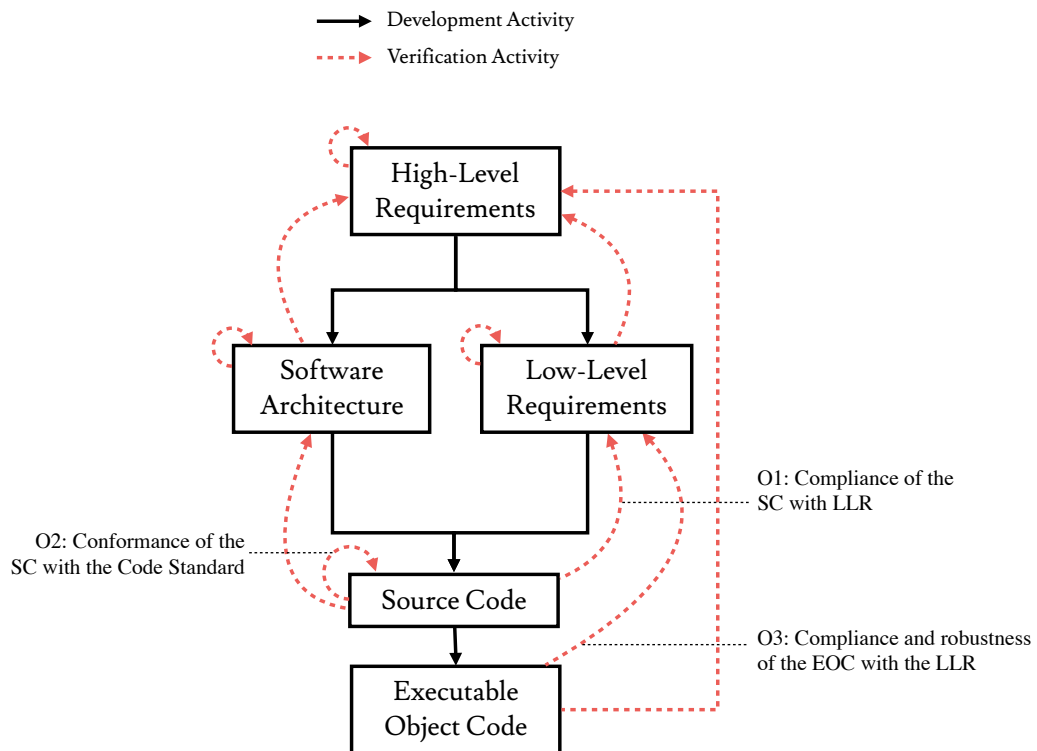 Development Activity
Verification Activity
High-Level
Requirements
Software
Architecture
Low-Level
Requirements
O1: Compliance of the
SC with LLR
O2: Conformance of the
SC with the Code Standard
Source Code
O3: Compliance and robustness
of the EOC with the LLR
Executable
Object Code